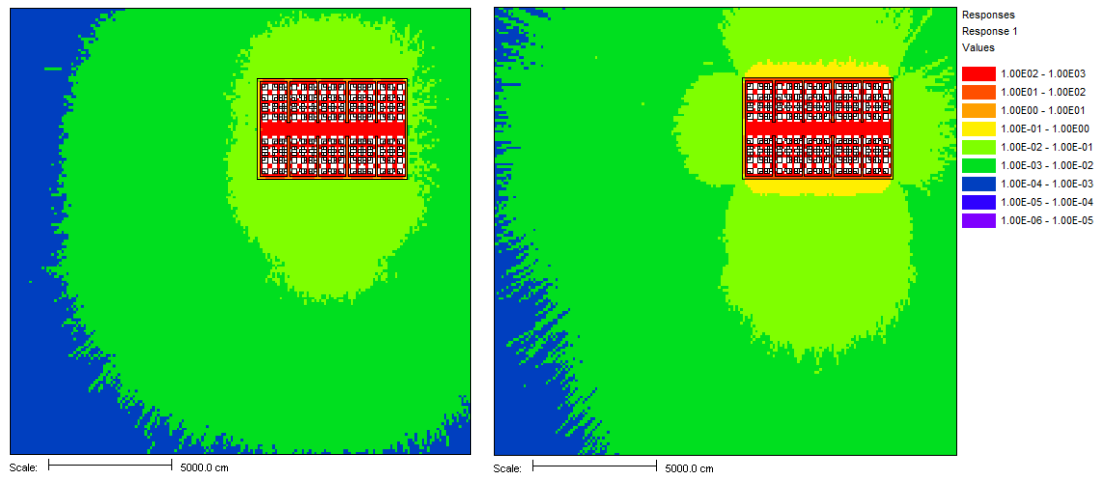 Responses
Response 1
Values
1.00E02 - 1.00E03
1.00E01 - 1.00E02
1.00E00 - 1.00E01
1.00E-01 - 1.00E00
1.00E-02 - 1.00E-01
1.00E-03 - 1.00E-02
1.00E-04 - 1.00E-03
1.00E-05 - 1.00E-04
1.00E-06 - 1.00E-05
Scale: 5000.0 cm
Scale: 5000.0 cm